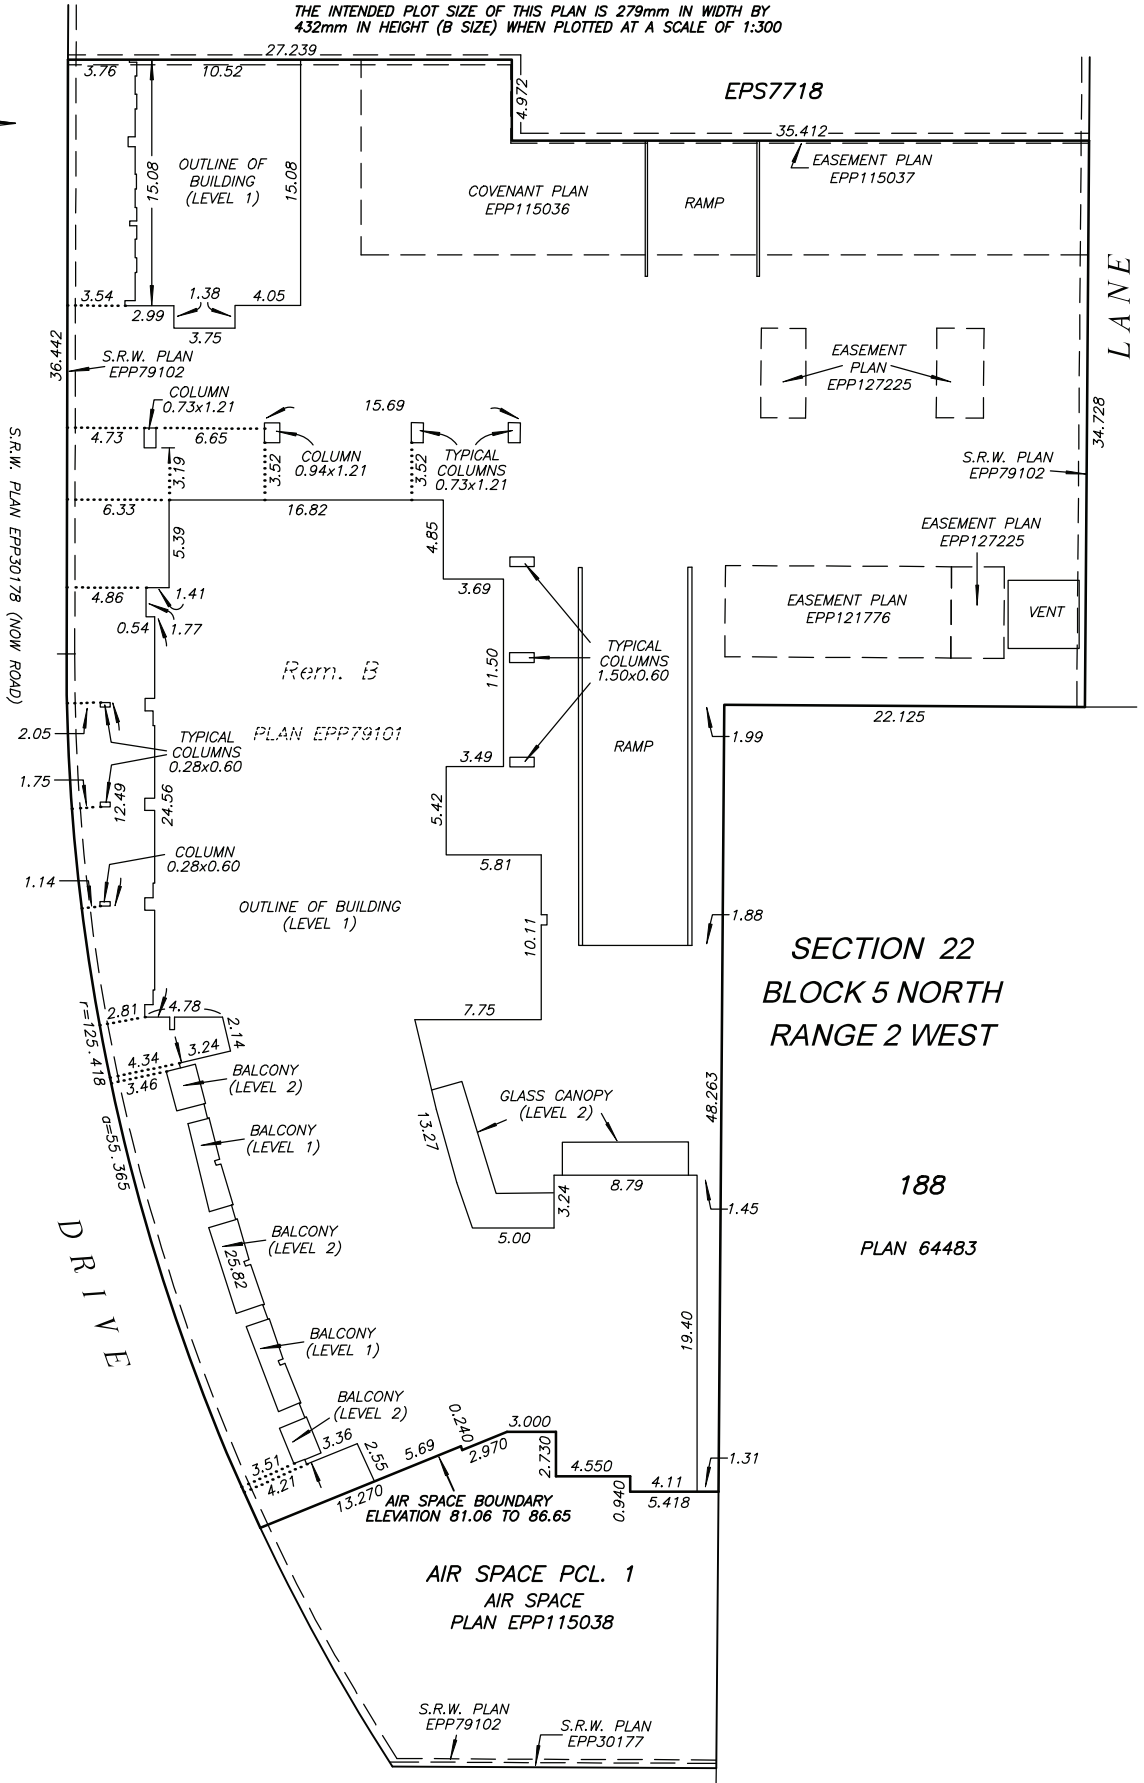 THE INTENDED PLOT SIZE OF THIS PLAN IS 279mm IN WIDTH BY
432mm IN HEIGHT (B SIZE) WHEN PLOTTED AT A SCALE OF 1:300
27.239
3.76
10.52
4.972
EPS7718
35.412
EASEMENT PLAN
EPP115037
15.08
OUTLINE OF
BUILDING
(LEVEL 1)
15.08
COVENANT PLAN
EPP115036
RAMP
LANE
3.54
1.38
4.05
2.99
3.75
36.442
S.R.W. PLAN
EPP79102
COLUMN
0.73x1.21
EASEMENT
PLAN
EPP127225
34.728
15.69
4.73
6.65
COLUMN
0.94x1.21
TYPICAL
COLUMNS
0.73x1.21
3.19
3.52
3.52
S.R.W. PLAN
EPP79102
S.R.W. PLAN EPP30178 (NOW ROAD)
6.33
16.82
5.39
4.85
EASEMENT PLAN
EPP127225
4.86
1.41
3.69
EASEMENT PLAN
EPP121776
VENT
0.54
1.77
Rem. B
11.50
TYPICAL
COLUMNS
1.50x0.60
PLAN EPP79101
22.125
2.05
TYPICAL
COLUMNS
0.28x0.60
3.49
RAMP
1.99
1.75
12.49
24.56
5.42
COLUMN
0.28x0.60
5.81
1.14
OUTLINE OF BUILDING
(LEVEL 1)
10.11
1.88
SECTION 22
BLOCK 5 NORTH
RANGE 2 WEST
r=125.418
2.81
4.78
2.14
7.75
4.34
3.24
3.46
BALCONY
(LEVEL 2)
GLASS CANOPY
(LEVEL 2)
48.263
13.27
a=55.365
BALCONY
(LEVEL 1)
8.79
3.24
188
1.45
5.00
BALCONY
(LEVEL 2)
25.82
PLAN 64483
DRIVE
BALCONY
(LEVEL 1)
19.40
BALCONY
(LEVEL 2)
3.36
2.55
5.69
0.240
2.970
3.000
2.730
3.51
4.21
13.270
4.550
0.940
4.11
5.418
1.31
AIR SPACE BOUNDARY
ELEVATION 81.06 TO 86.65
AIR SPACE PCL. 1
AIR SPACE
PLAN EPP115038
S.R.W. PLAN
EPP79102
S.R.W. PLAN
EPP30177